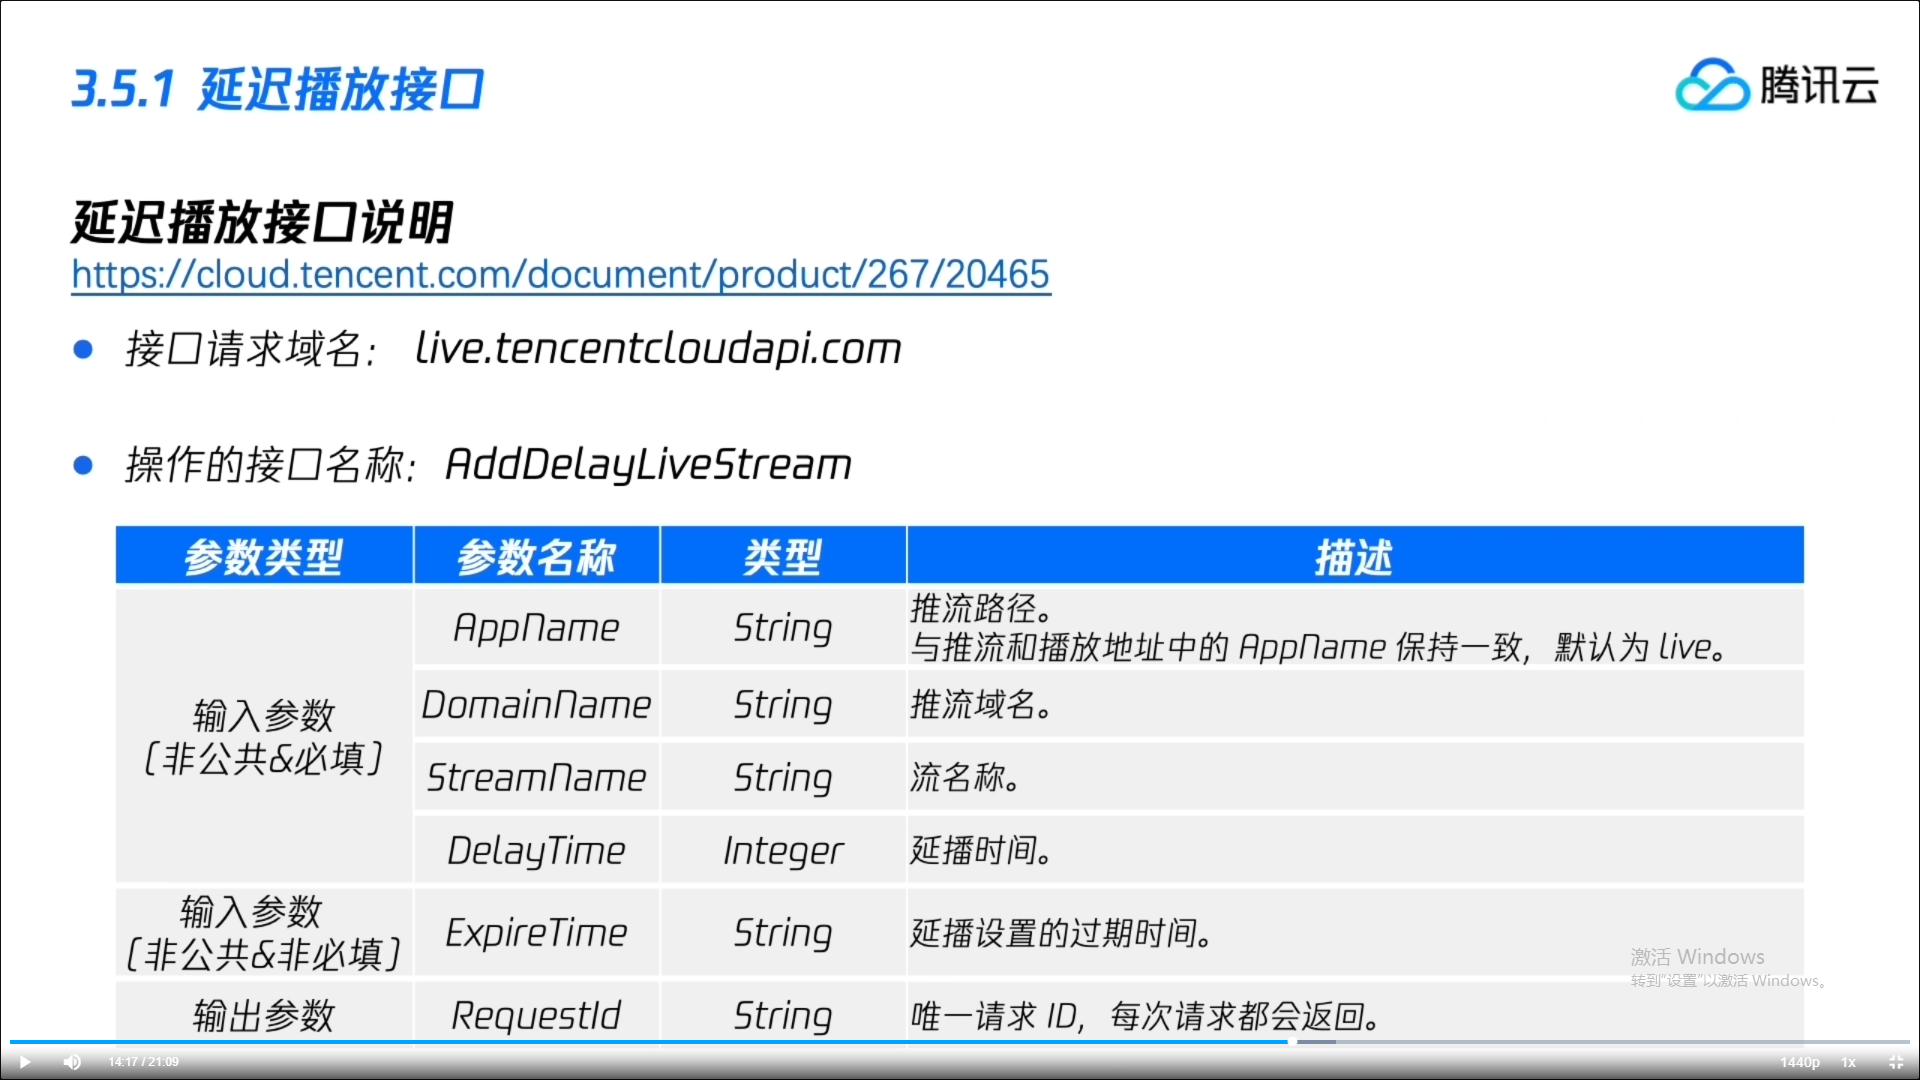 3.5.1 延迟播放接口
腾讯云
延迟播放接口说明
https://cloud.tencent.com/document/product/267/20465
● 接口请求域名： live.tencentcloudapi.com
● 操作的接口名称：AddDelayLiveStream
参数类型 参数名称 类型 描述
输入参数
（非公共&必填）
AppName String 推流路径。
与推流和播放地址中的 AppName 保持一致，默认为 live。
DomainName String 推流域名。
StreamName String 流名称。
DelayTime Integer 延播时间。
输入参数
（非公共&非必填）
ExpireTime String 延播设置的过期时间。
输出参数 RequestId String 唯一请求 ID，每次请求都会返回。
激活 Windows
转到"设置"以激活 Windows。
14:17 / 21:09
1440p 1x